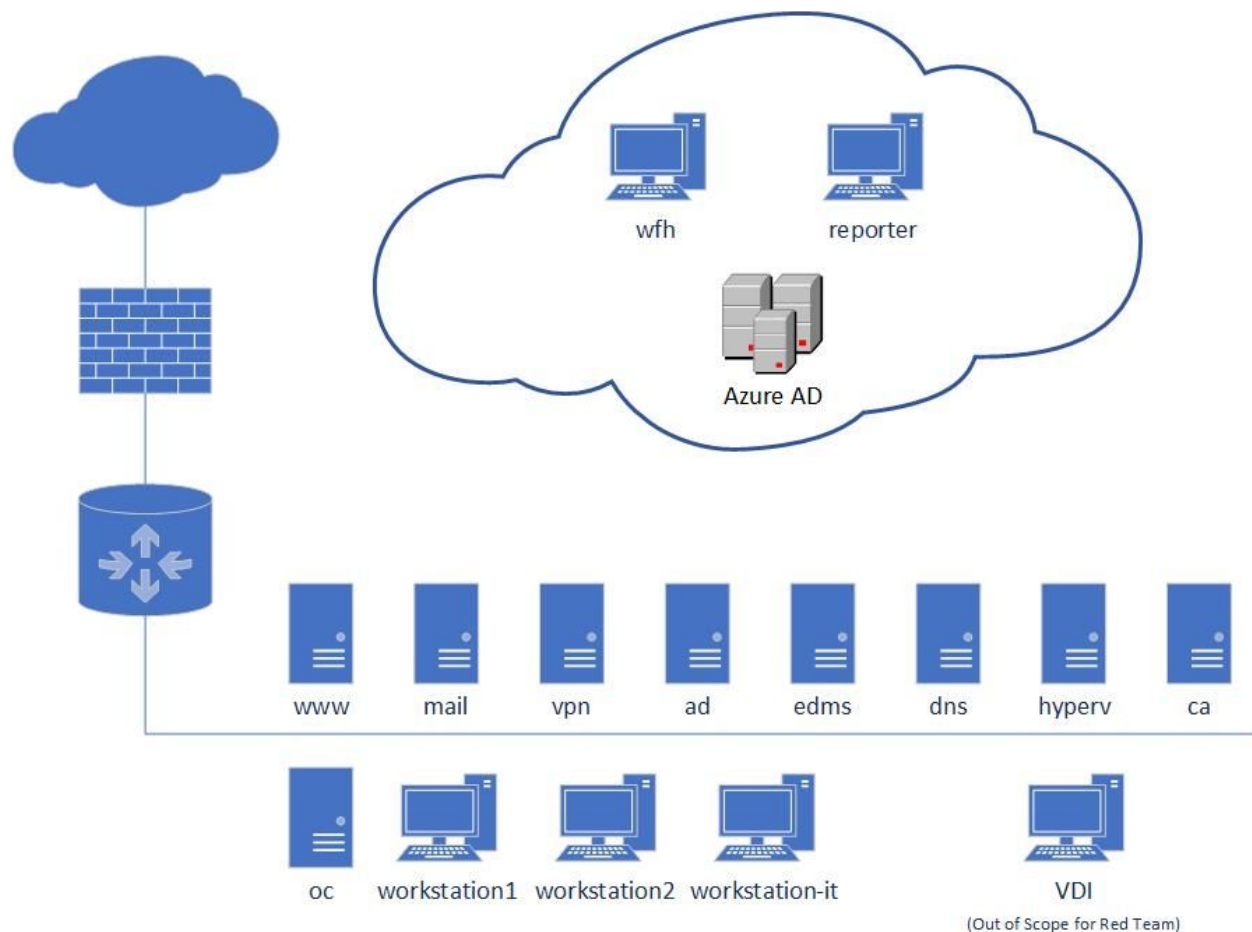 wfh
reporter
Azure AD
www
mail
vpn
ad
edms
dns
hyperv
ca
oc
workstation1
workstation2
workstation-it
VDI
(Out of Scope for Red Team)